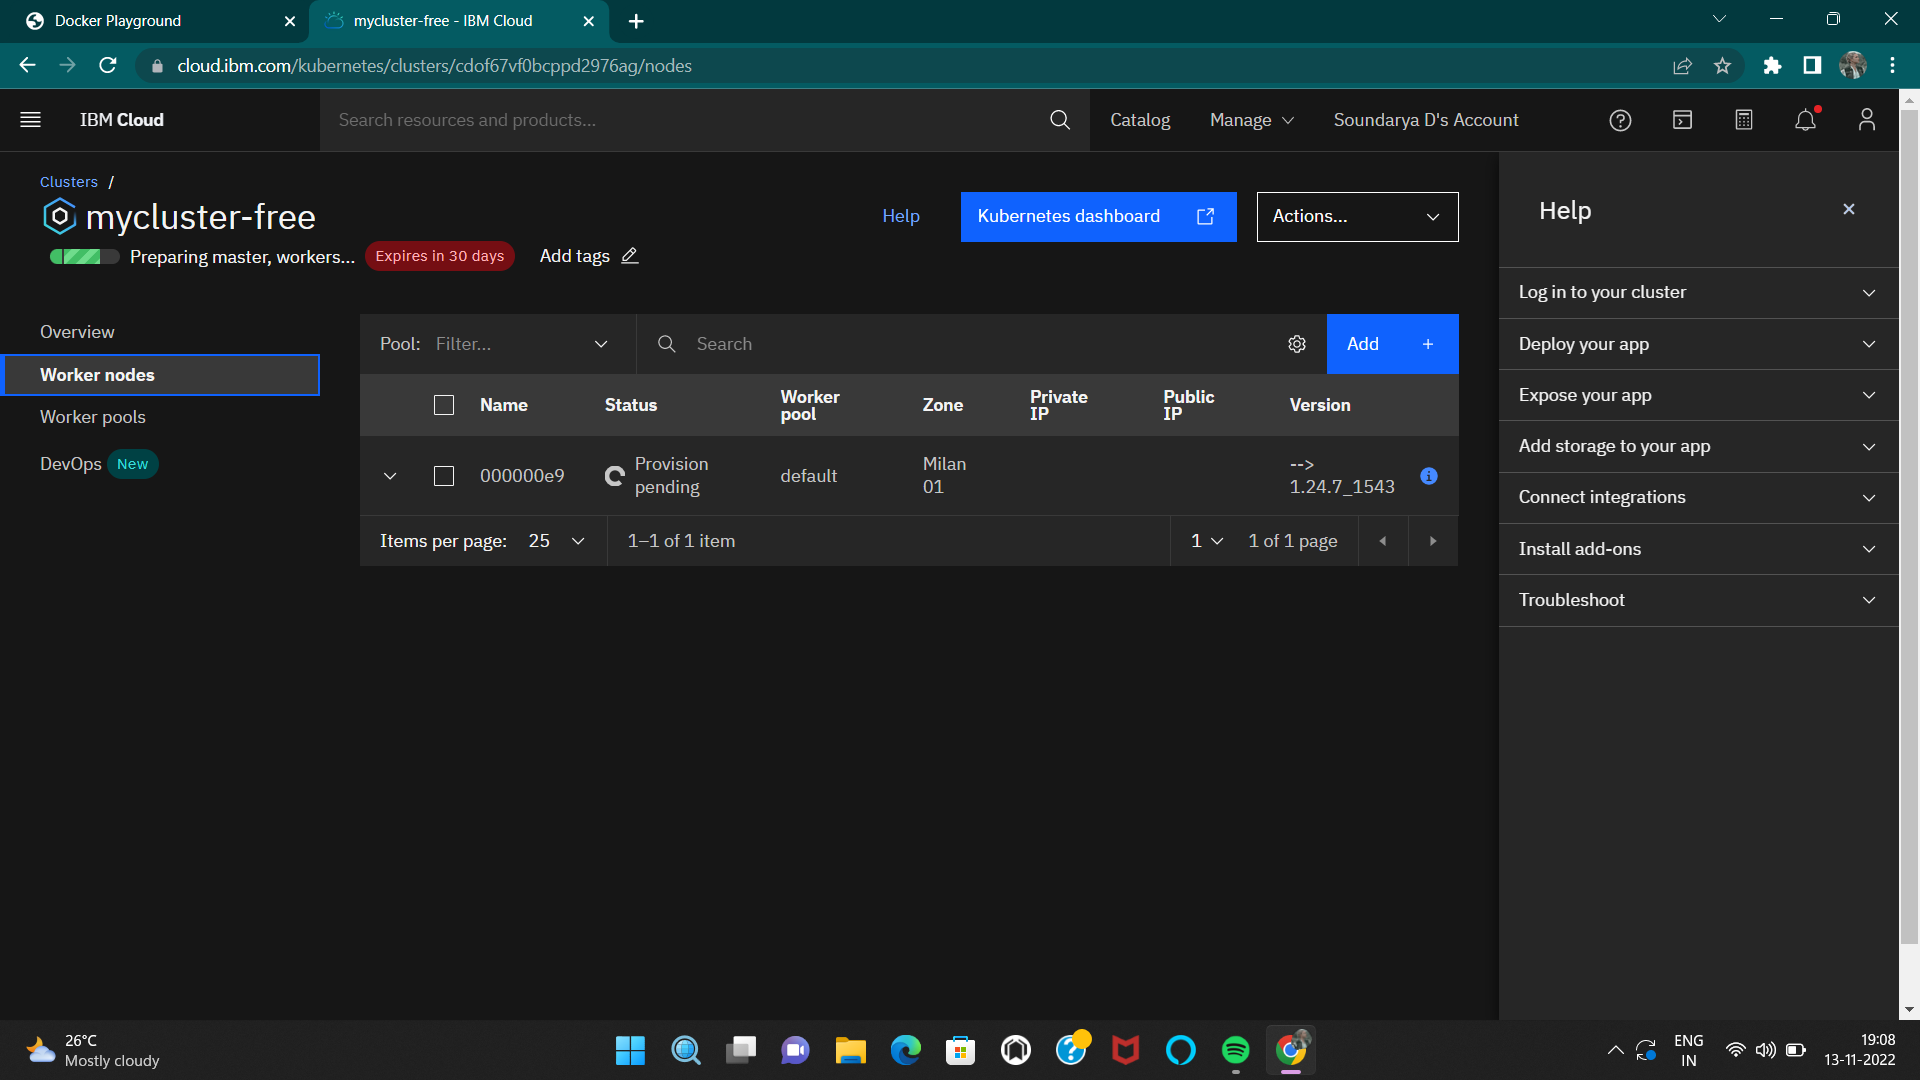 Docker Playground
mycluster-free - IBM Cloud
cloud.ibm.com/kubernetes/clusters/cdof67vf0bcppd2976ag/nodes
IBM Cloud
Search resources and products...
Catalog
Manage
Soundarya D's Account
Clusters /
mycluster-free
Preparing master, workers...
Expires in 30 days
Add tags
Help
Kubernetes dashboard
Actions...
Overview
Worker nodes
Worker pools
DevOps New
Pool: Filter...
Search
Add +
Name
Status
Worker pool
Zone
Private IP
Public IP
Version
000000e9
Provision pending
default
Milan 01
--> 1.24.7_1543
Items per page: 25
1–1 of 1 item
1
1 of 1 page
Help
Log in to your cluster
Deploy your app
Expose your app
Add storage to your app
Connect integrations
Install add-ons
Troubleshoot
26°C
Mostly cloudy
ENG
IN
19:08
13-11-2022